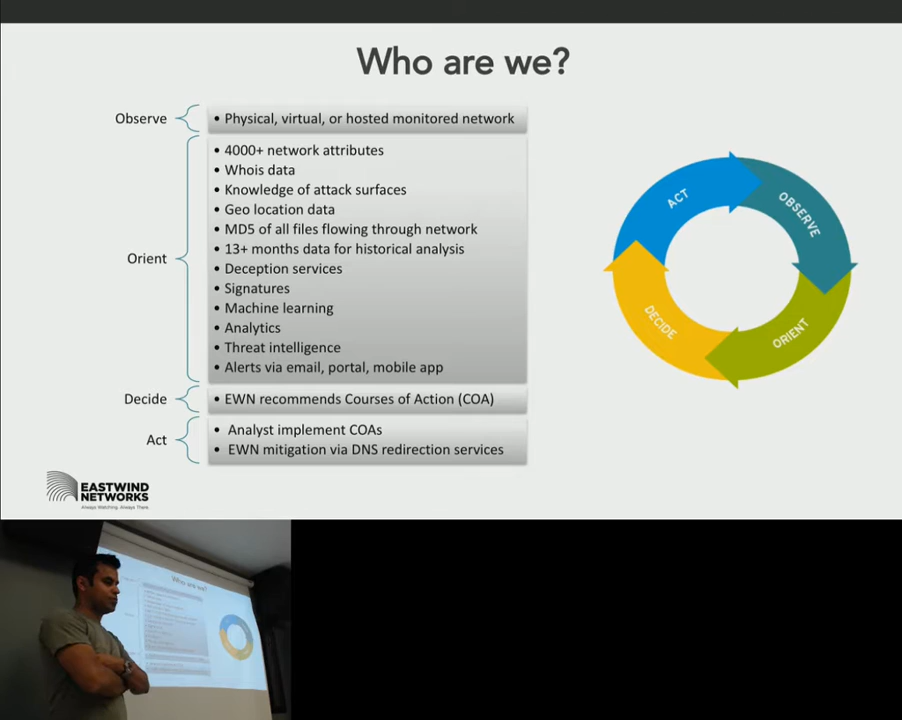 Who are we?
Observe
• Physical, virtual, or hosted monitored network
Orient
• 4000+ network attributes
• Whois data
• Knowledge of attack surfaces
• Geo location data
• MD5 of all files flowing through network
• 13+ months data for historical analysis
• Deception services
• Signatures
• Machine learning
• Analytics
• Threat intelligence
• Alerts via email, portal, mobile app
Decide
• EWN recommends Courses of Action (COA)
Act
• Analyst implement COAs
• EWN mitigation via DNS redirection services
ACT
OBSERVE
ORIENT
DECIDE
EASTWIND
NETWORKS
Always Watching. Always There.
Who are we?